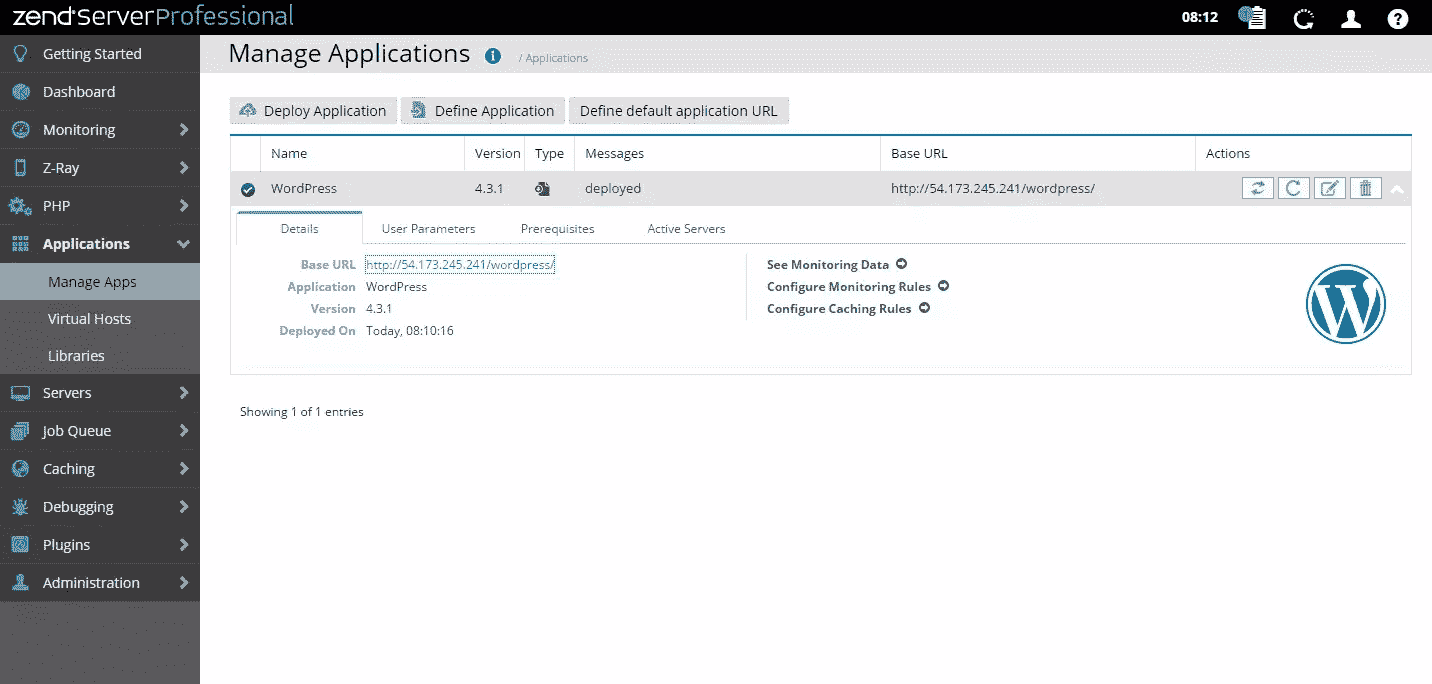 zend Server Professional
08:12
Getting Started
Dashboard
Monitoring
Z-Ray
PHP
Applications
Manage Apps
Virtual Hosts
Libraries
Servers
Job Queue
Caching
Debugging
Plugins
Administration
Manage Applications / Applications
Deploy Application Define Application Define default application URL
Name Version Type Messages Base URL Actions
WordPress 4.3.1 deployed http://54.173.245.241/wordpress/
Details User Parameters Prerequisites Active Servers
Base URL http://54.173.245.241/wordpress/
Application WordPress
Version 4.3.1
Deployed On Today, 08:10:16
See Monitoring Data
Configure Monitoring Rules
Configure Caching Rules
Showing 1 of 1 entries